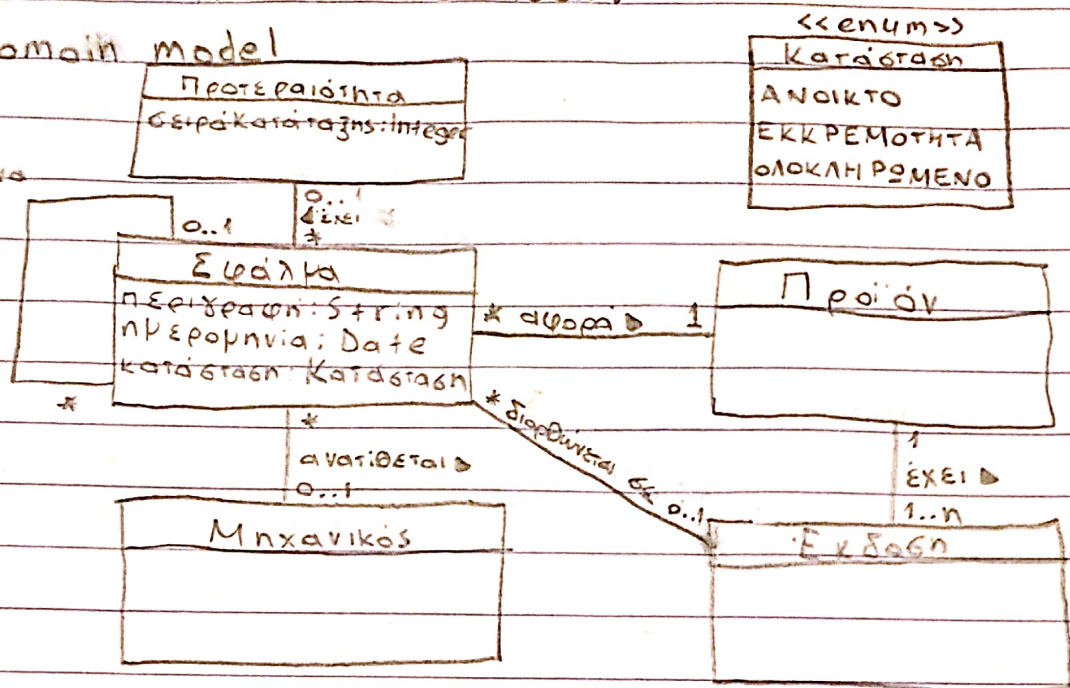 <<enum>>
omain model
Κατάσταση
Προτεραιότητα
ΑΝΟΙΚΤΟ
σειράΚατάταξης:Integer
ΕΚΚΡΕΜΟΤΗΤΑ
ΟΛΟΚΛΗΡΩΜΕΝΟ
0..1
έχει
0..1
*
Σφάλμα
Προϊόν
περιγραφή:String
* αφορά ▶ 1
ημερομηνία: Date
κατάσταση: Κατάσταση
*
* διορθώνεται σε 0..1
*
1
ανατίθεται ▶
έχει ▶
0..1
1..n
Μηχανικός
Έκδοση